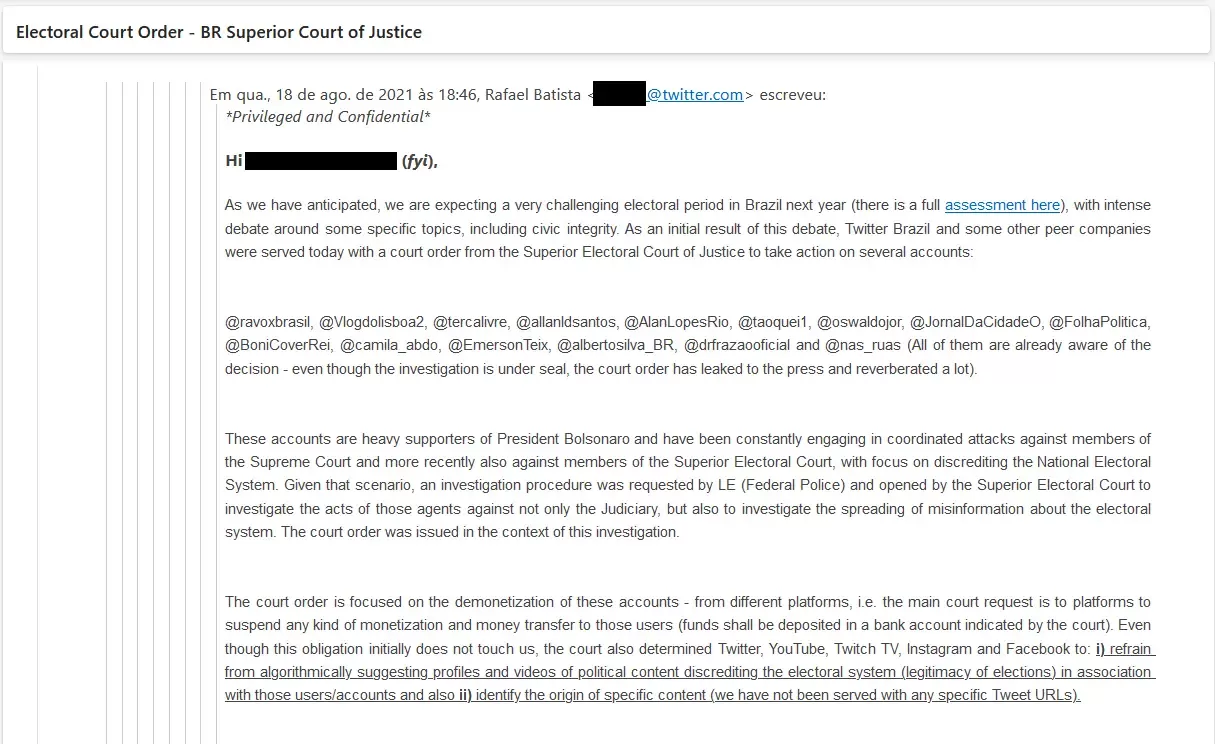 Electoral Court Order - BR Superior Court of Justice
Em qua., 18 de ago. de 2021 às 18:46, Rafael Batista < @twitter.com> escreveu:
*Privileged and Confidential*
Hi (fyi),
As we have anticipated, we are expecting a very challenging electoral period in Brazil next year (there is a full assessment here), with intense
debate around some specific topics, including civic integrity. As an initial result of this debate, Twitter Brazil and some other peer companies
were served today with a court order from the Superior Electoral Court of Justice to take action on several accounts:
@ravoxbrasil, @Vlogdolisboa2, @tercalivre, @allanldsantos, @AlanLopesRio, @taoquei1, @oswaldojor, @JornalDaCidadeO, @FolhaPolitica,
@BoniCoverRei, @camila_abdo, @EmersonTeix, @albertosilva_BR, @drfrazaooficial and @nas_ruas (All of them are already aware of the
decision - even though the investigation is under seal, the court order has leaked to the press and reverberated a lot).
These accounts are heavy supporters of President Bolsonaro and have been constantly engaging in coordinated attacks against members of
the Supreme Court and more recently also against members of the Superior Electoral Court, with focus on discrediting the National Electoral
System. Given that scenario, an investigation procedure was requested by LE (Federal Police) and opened by the Superior Electoral Court to
investigate the acts of those agents against not only the Judiciary, but also to investigate the spreading of misinformation about the electoral
system. The court order was issued in the context of this investigation.
The court order is focused on the demonetization of these accounts - from different platforms, i.e. the main court request is to platforms to
suspend any kind of monetization and money transfer to those users (funds shall be deposited in a bank account indicated by the court). Even
though this obligation initially does not touch us, the court also determined Twitter, YouTube, Twitch TV, Instagram and Facebook to: i) refrain
from algorithmically suggesting profiles and videos of political content discrediting the electoral system (legitimacy of elections) in association
with those users/accounts and also ii) identify the origin of specific content (we have not been served with any specific Tweet URLs).